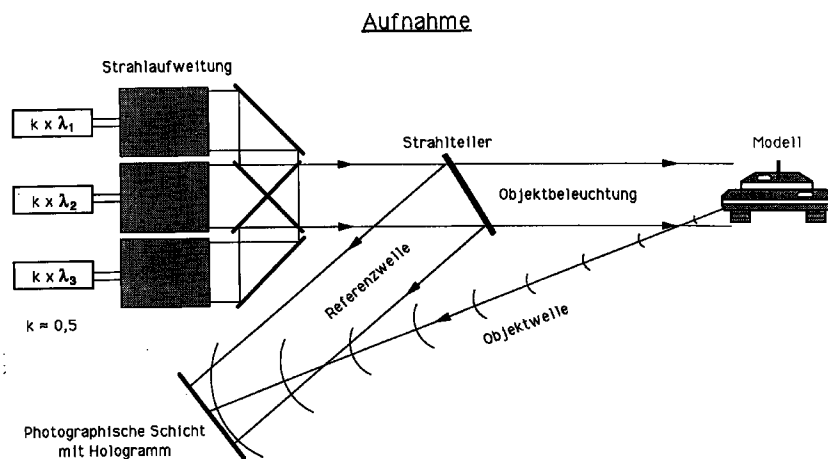 Aufnahme
Strahlaufweitung
k x λ1
k x λ2
k x λ3
k ≈ 0,5
Strahlteiler
Modell
Objektbeleuchtung
Referenzwelle
Objektwelle
Photographische Schicht
mit Hologramm